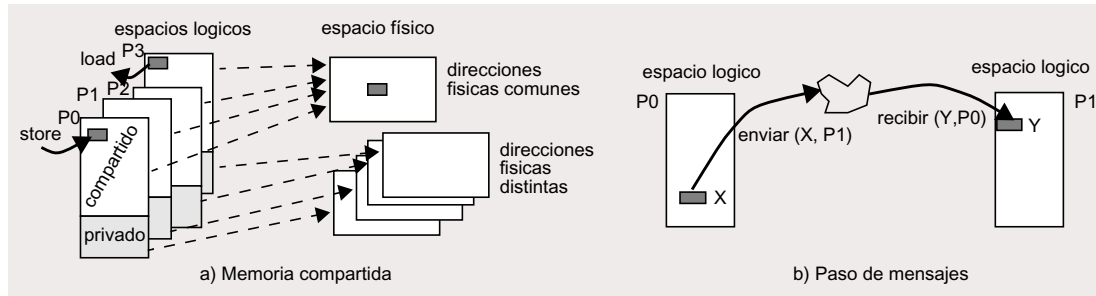 espacios logicos
espacio físico
load
P3
P2
P1
P0
store
compartido
privado
direcciones
fisicas comunes
direcciones
fisicas
distintas
a) Memoria compartida
espacio logico
P0
X
enviar (X, P1)
recibir (Y,P0)
espacio logico
P1
Y
b) Paso de mensajes